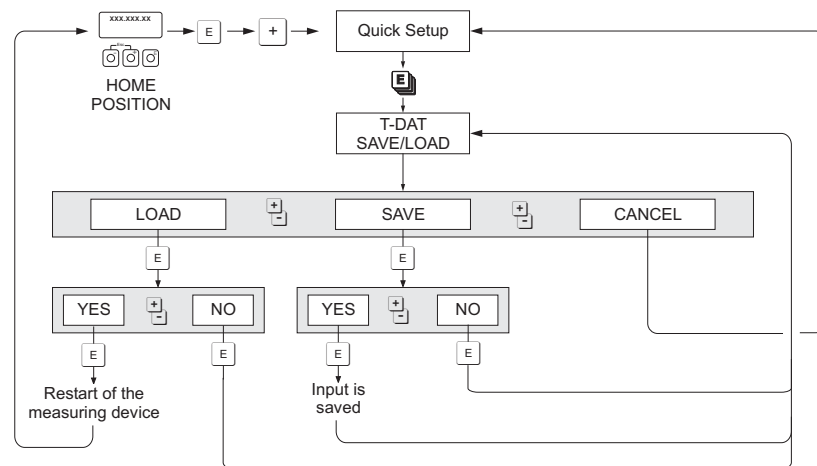 xxx.xxx.xx
Esc
E
+
Quick Setup
HOME
POSITION
E
T-DAT
SAVE/LOAD
LOAD
+
-
SAVE
+
-
CANCEL
E
E
YES
+
-
NO
YES
+
-
NO
E
E
E
E
Restart of the
measuring device
Input is
saved